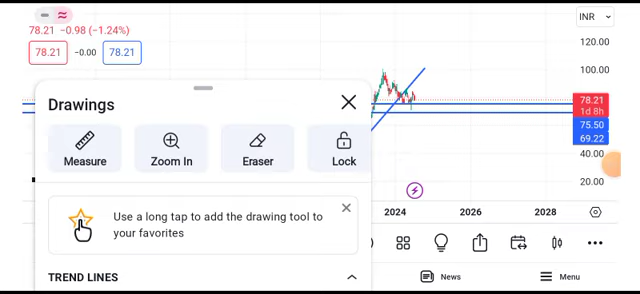 INR
78.21 −0.98 (−1.24%)
78.21 −0.00 78.21
120.00
100.00
78.21
1d 8h
75.50
69.22
40.00
20.00
Drawings
Measure
Zoom In
Eraser
Lock
Use a long tap to add the drawing tool to
your favorites
TREND LINES
2024 2026 2028
News
Menu